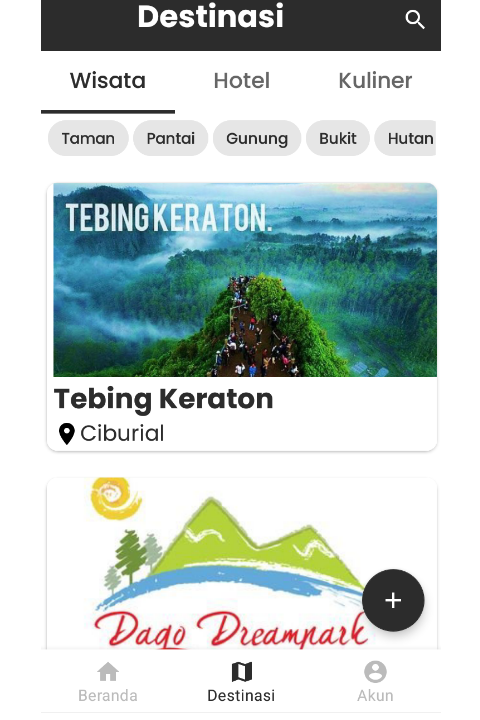 Destinasi
Wisata Hotel Kuliner
Taman Pantai Gunung Bukit Hutan
TEBING KERATON.
Tebing Keraton
Ciburial
Dago Dreampark
Beranda Destinasi Akun